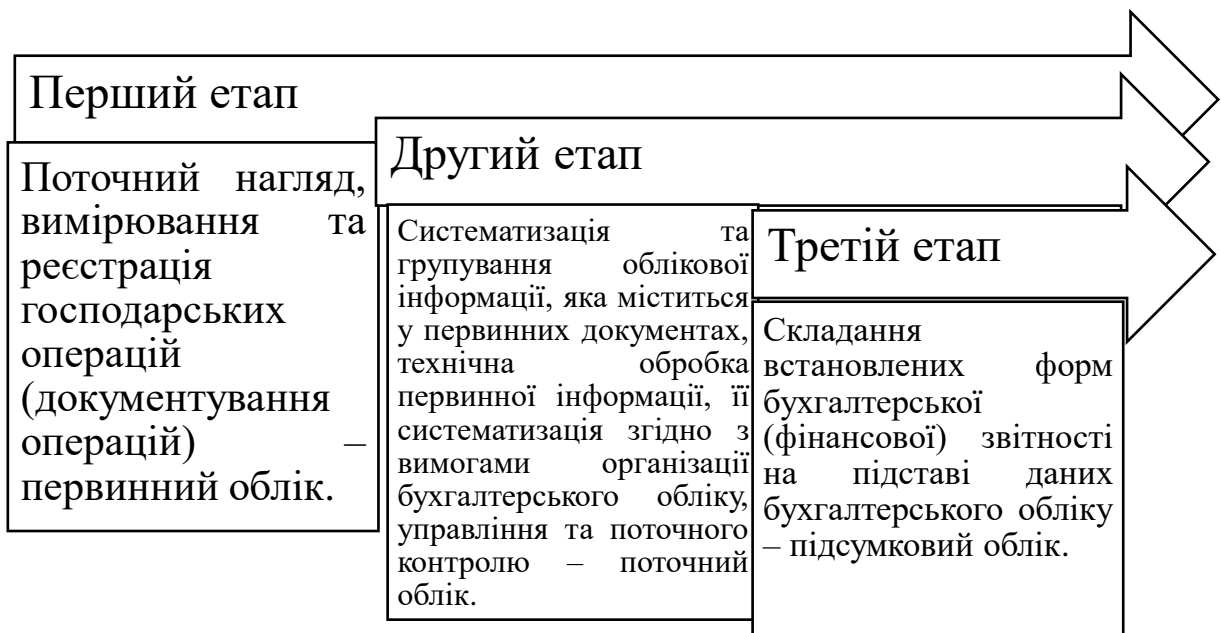 Перший етап
Поточний нагляд,
вимірювання та
реєстрація
господарських
операцій
(документування
операцій) –
первинний облік.
Другий етап
Систематизація та
групування облікової
інформації, яка міститься
у первинних документах,
технічна обробка
первинної інформації, її
систематизація згідно з
вимогами організації
бухгалтерського обліку,
управління та поточного
контролю – поточний
облік.
Третій етап
Складання
встановлених форм
бухгалтерської
(фінансової) звітності
на підставі даних
бухгалтерського обліку
– підсумковий облік.